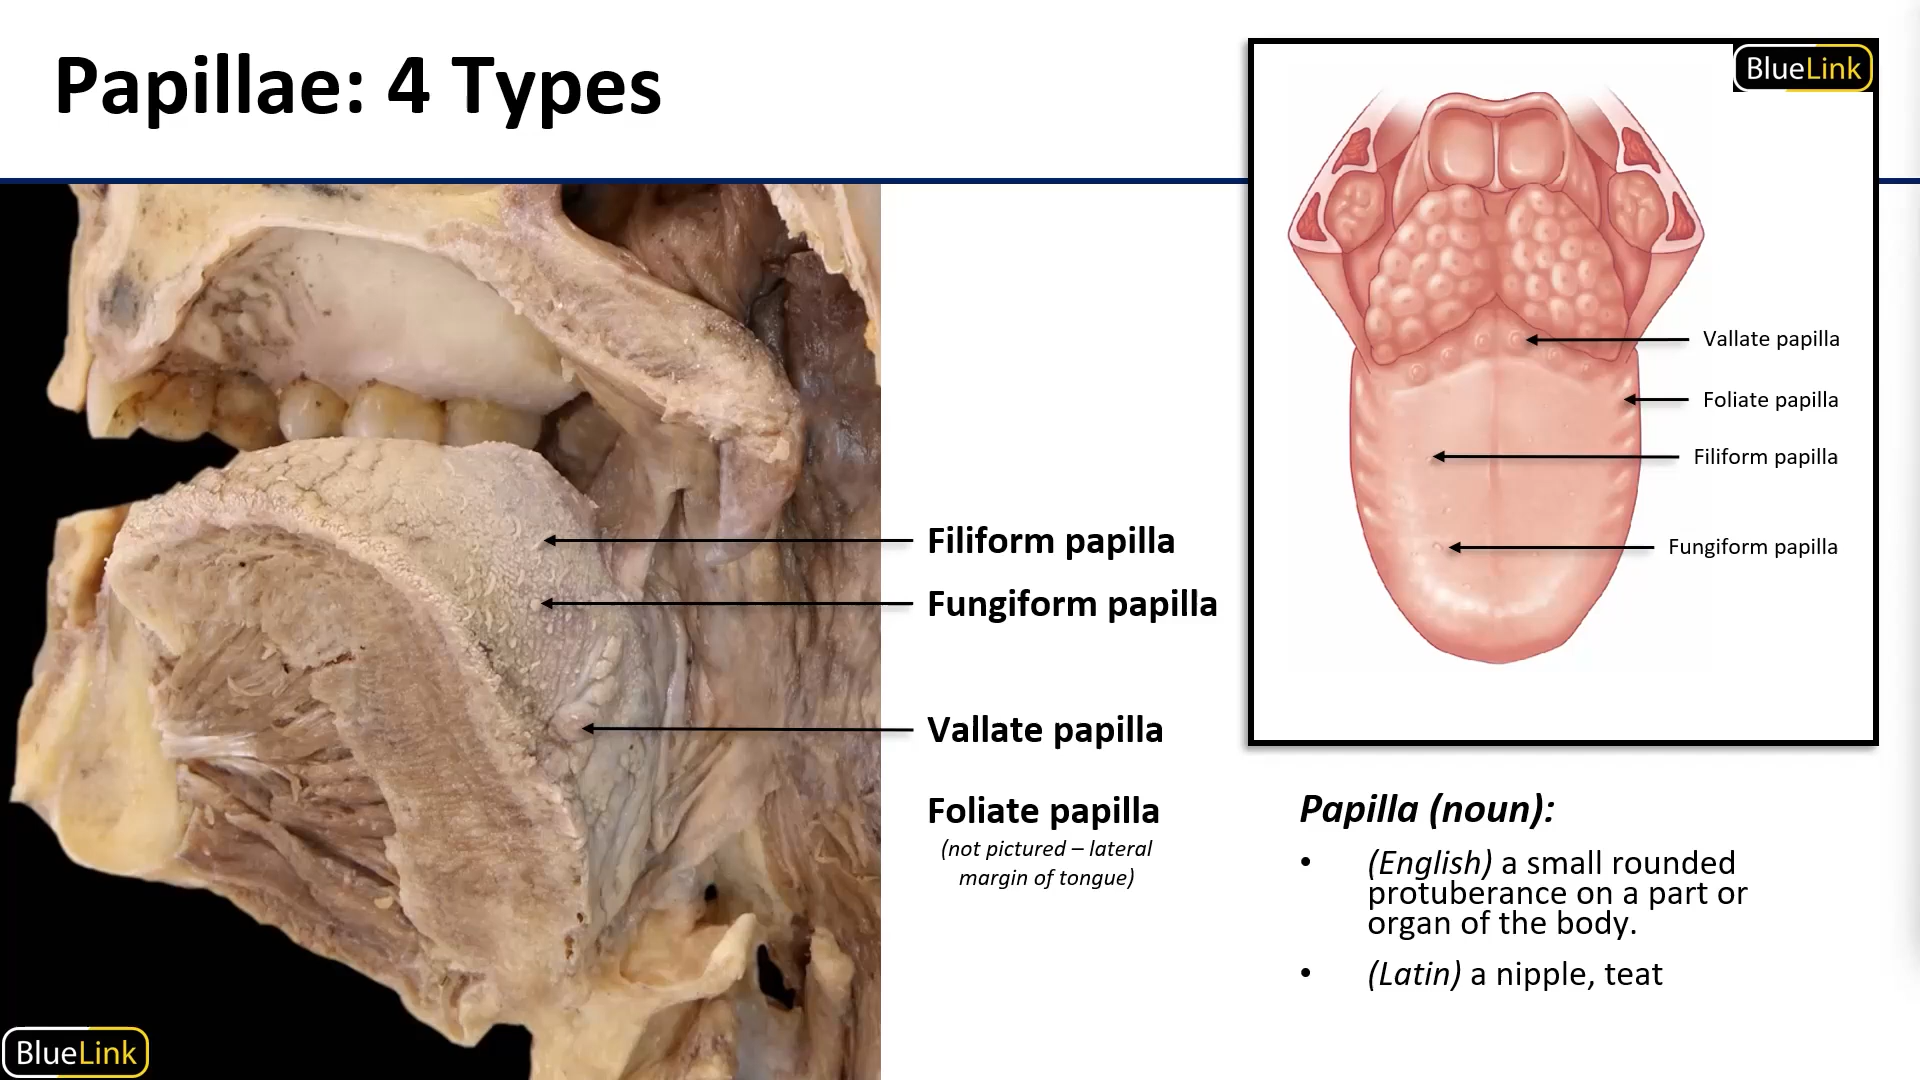 Papillae: 4 Types
BlueLink
Vallate papilla
Foliate papilla
Filiform papilla
Fungiform papilla
Filiform papilla
Fungiform papilla
Vallate papilla
Foliate papilla
(not pictured – lateral
margin of tongue)
Papilla (noun):
• (English) a small rounded
protuberance on a part or
organ of the body.
• (Latin) a nipple, teat
BlueLink